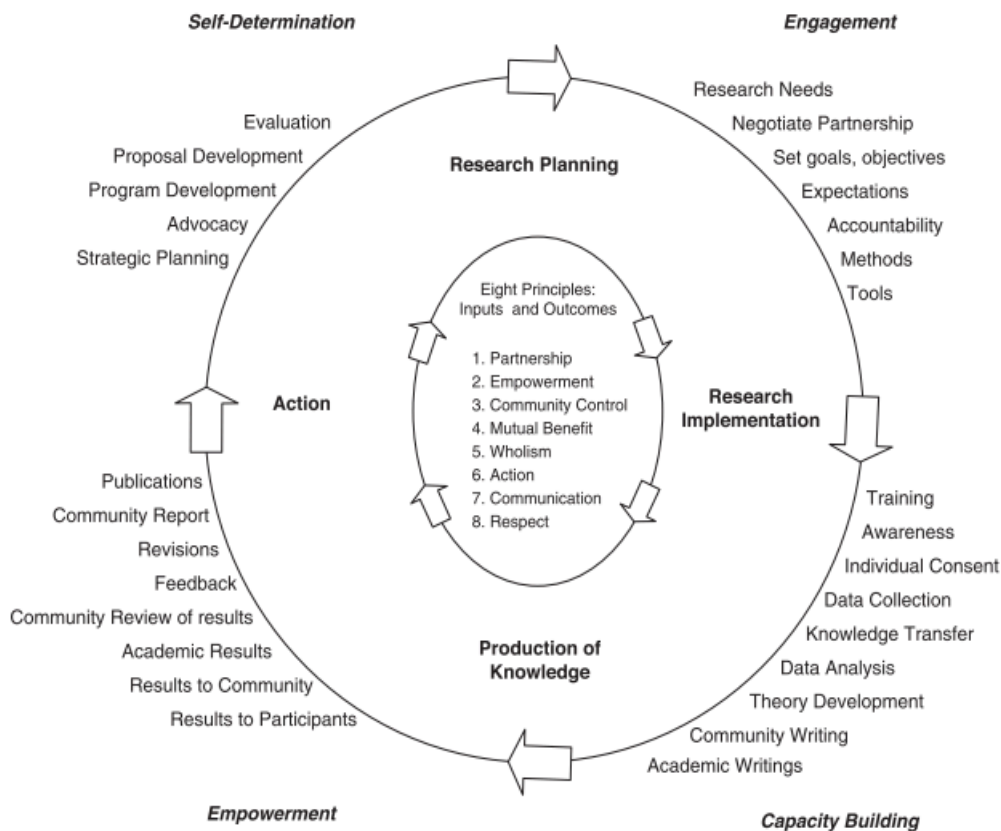 Self-Determination
Engagement
Evaluation
Proposal Development
Program Development
Advocacy
Strategic Planning
Research Planning
Research Needs
Negotiate Partnership
Set goals, objectives
Expectations
Accountability
Methods
Tools
Eight Principles:
Inputs and Outcomes
1. Partnership
2. Empowerment
3. Community Control
4. Mutual Benefit
5. Wholism
6. Action
7. Communication
8. Respect
Action
Research
Implementation
Publications
Community Report
Revisions
Feedback
Community Review of results
Academic Results
Results to Community
Results to Participants
Production of
Knowledge
Training
Awareness
Individual Consent
Data Collection
Knowledge Transfer
Data Analysis
Theory Development
Community Writing
Academic Writings
Empowerment
Capacity Building